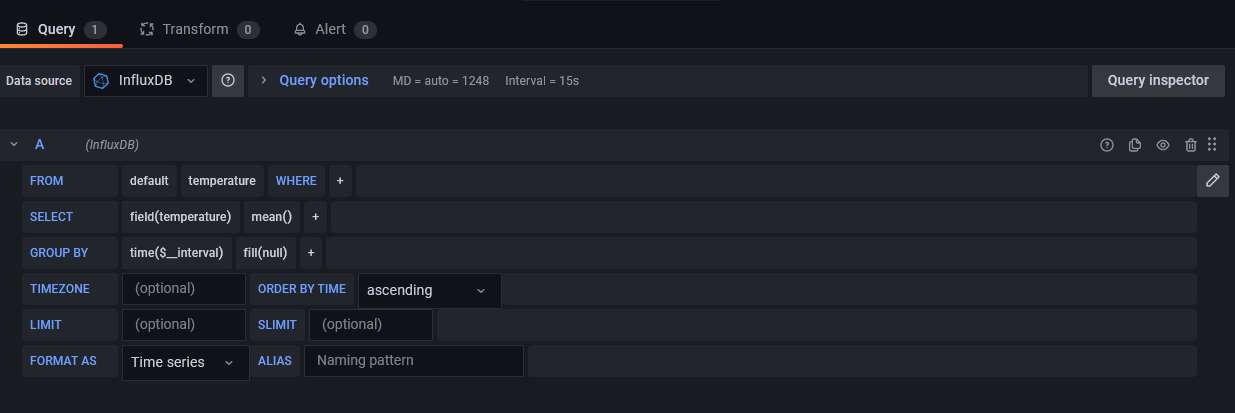 Query 1 Transform 0 Alert 0
Data source InfluxDB Query options MD = auto = 1248 Interval = 15s Query inspector
A (InfluxDB)
FROM default temperature WHERE +
SELECT field(temperature) mean() +
GROUP BY time($__interval) fill(null) +
TIMEZONE (optional) ORDER BY TIME ascending
LIMIT (optional) SLIMIT (optional)
FORMAT AS Time series ALIAS Naming pattern